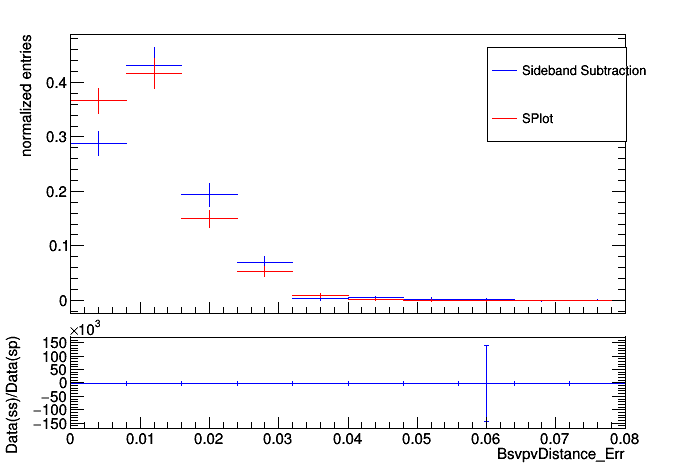 normalized entries
0.4
0.3
0.2
0.1
0
Sideband Subtraction
SPlot
×10³
Data(ss)/Data(sp)
150
100
50
0
−50
−100
−150
0 0.01 0.02 0.03 0.04 0.05 0.06 0.07 0.08
BsvpvDistance_Err